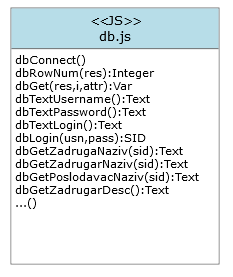 <<JS>>
db.js
dbConnect()
dbRowNum(res):Integer
dbGet(res,i,attr):Var
dbTextUsername():Text
dbTextPassword():Text
dbTextLogin():Text
dbLogin(usn,pass):SID
dbGetZadrugaNaziv(sid):Text
dbGetZadrugarNaziv(sid):Text
dbGetPoslodavacNaziv(sid):Text
dbGetZadrugarDesc():Text
...()